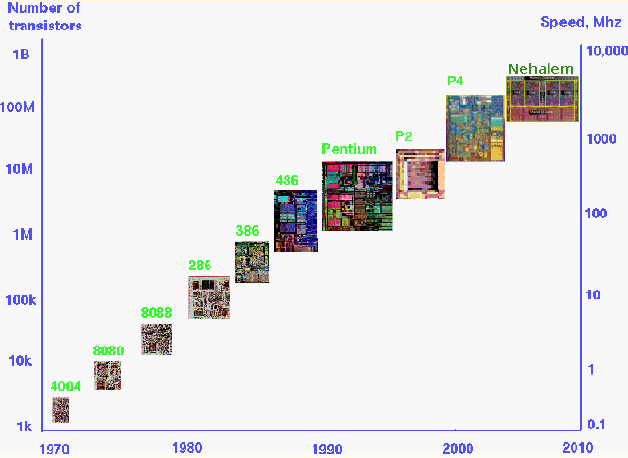 Number of
transistors
Speed, Mhz
1B
10,000
Nehalem
P4
100M
1000
P2
Pentium
10M
486
100
1M
386
286
100k
10
8088
8080
10k
1
4004
1k
0.1
1970
1980
1990
2000
2010